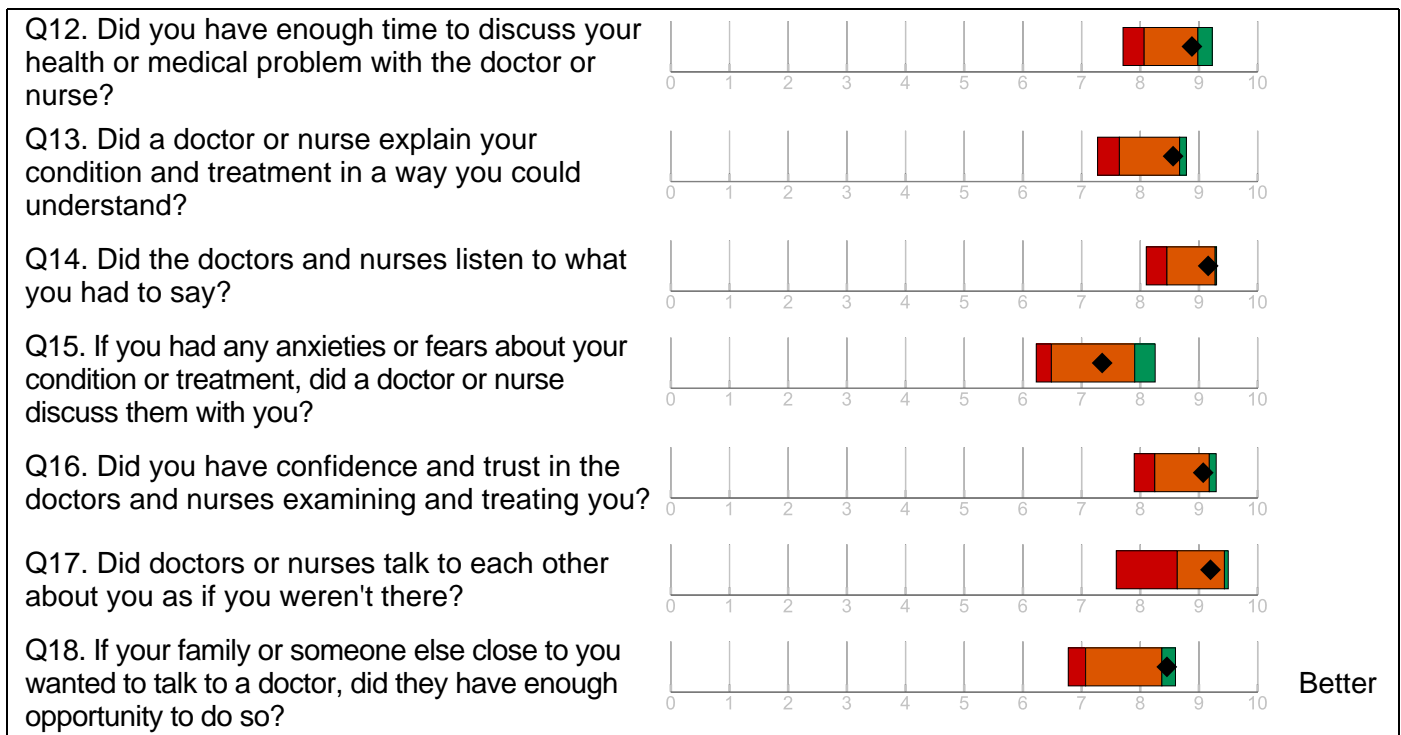 Q12. Did you have enough time to discuss your
health or medical problem with the doctor or
nurse?
0 1 2 3 4 5 6 7 8 9 10
Q13. Did a doctor or nurse explain your
condition and treatment in a way you could
understand?
0 1 2 3 4 5 6 7 8 9 10
Q14. Did the doctors and nurses listen to what
you had to say?
0 1 2 3 4 5 6 7 8 9 10
Q15. If you had any anxieties or fears about your
condition or treatment, did a doctor or nurse
discuss them with you?
0 1 2 3 4 5 6 7 8 9 10
Q16. Did you have confidence and trust in the
doctors and nurses examining and treating you?
0 1 2 3 4 5 6 7 8 9 10
Q17. Did doctors or nurses talk to each other
about you as if you weren't there?
0 1 2 3 4 5 6 7 8 9 10
Q18. If your family or someone else close to you
wanted to talk to a doctor, did they have enough
opportunity to do so?
0 1 2 3 4 5 6 7 8 9 10
Better